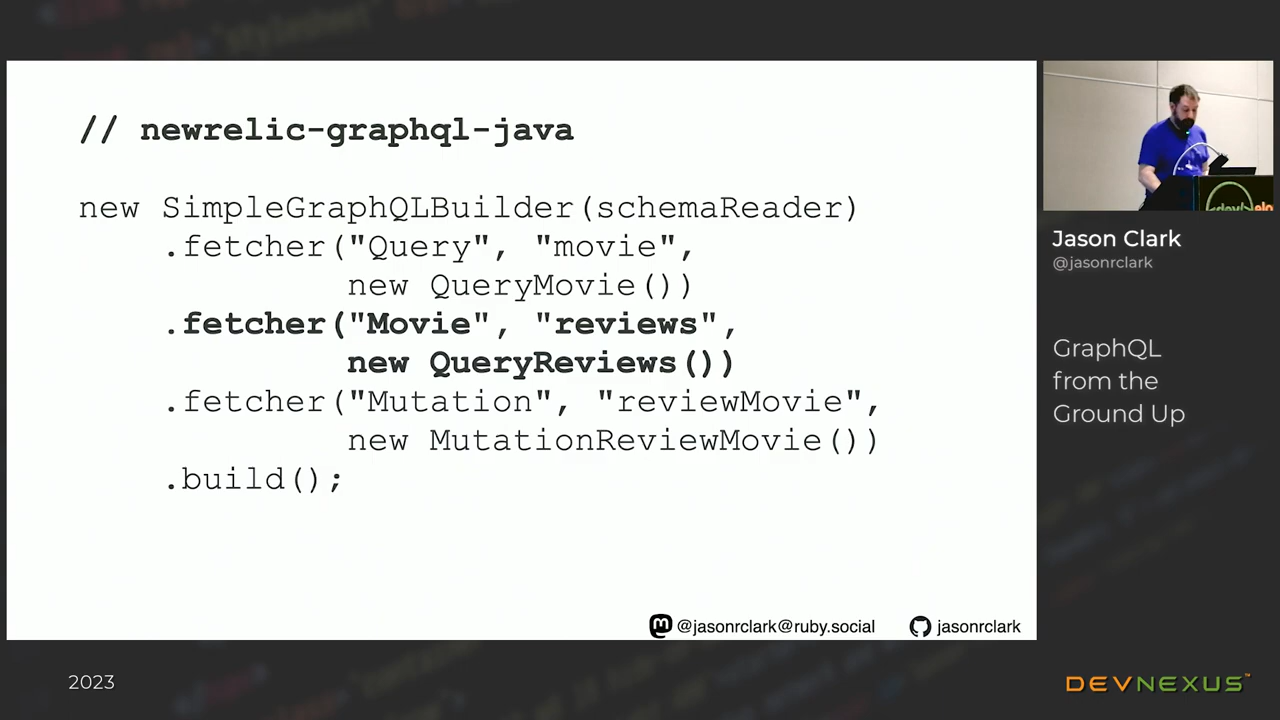 // newrelic-graphql-java
new SimpleGraphQLBuilder(schemaReader)
.fetcher("Query", "movie",
new QueryMovie())
.fetcher("Movie", "reviews",
new QueryReviews())
.fetcher("Mutation", "reviewMovie",
new MutationReviewMovie())
.build();
@jasonrclark@ruby.social
jasonrclark
Jason Clark
@jasonrclark
GraphQL
from the
Ground Up
2023
DEVNEXUS™